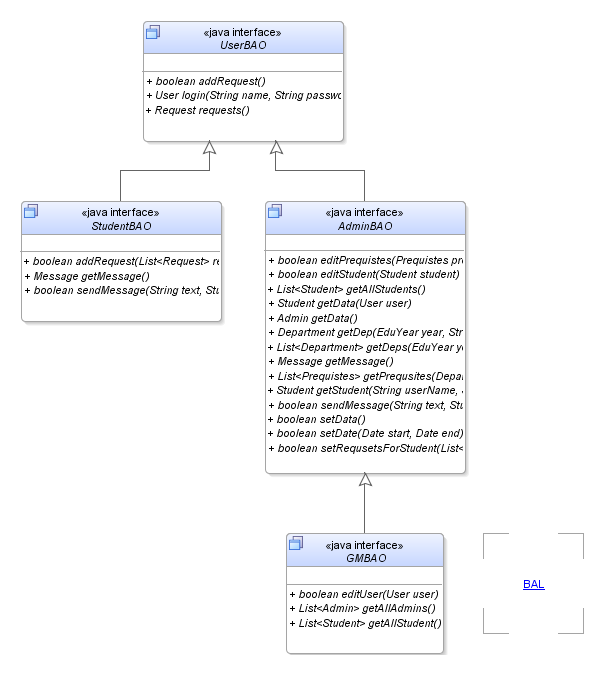 «java interface»
UserBAO
+ boolean addRequest()
+ User login(String name, String passwo
+ Request requests()
«java interface»
StudentBAO
+ boolean addRequest(List<Request> re
+ Message getMessage()
+ boolean sendMessage(String text, Stu
«java interface»
AdminBAO
+ boolean editPrequistes(Prequistes pr
+ boolean editStudent(Student student)
+ List<Student> getAllStudents()
+ Student getData(User user)
+ Admin getData()
+ Department getDep(EduYear year, Str
+ List<Department> getDeps(EduYear y
+ Message getMessage()
+ List<Prequistes> getPrequsites(Depa
+ Student getStudent(String userName,
+ boolean sendMessage(String text, Stu
+ boolean setData()
+ boolean setDate(Date start, Date end)
+ boolean setRequsetsForStudent(List<
«java interface»
GMBAO
+ boolean editUser(User user)
+ List<Admin> getAllAdmins()
+ List<Student> getAllStudent()
BAL